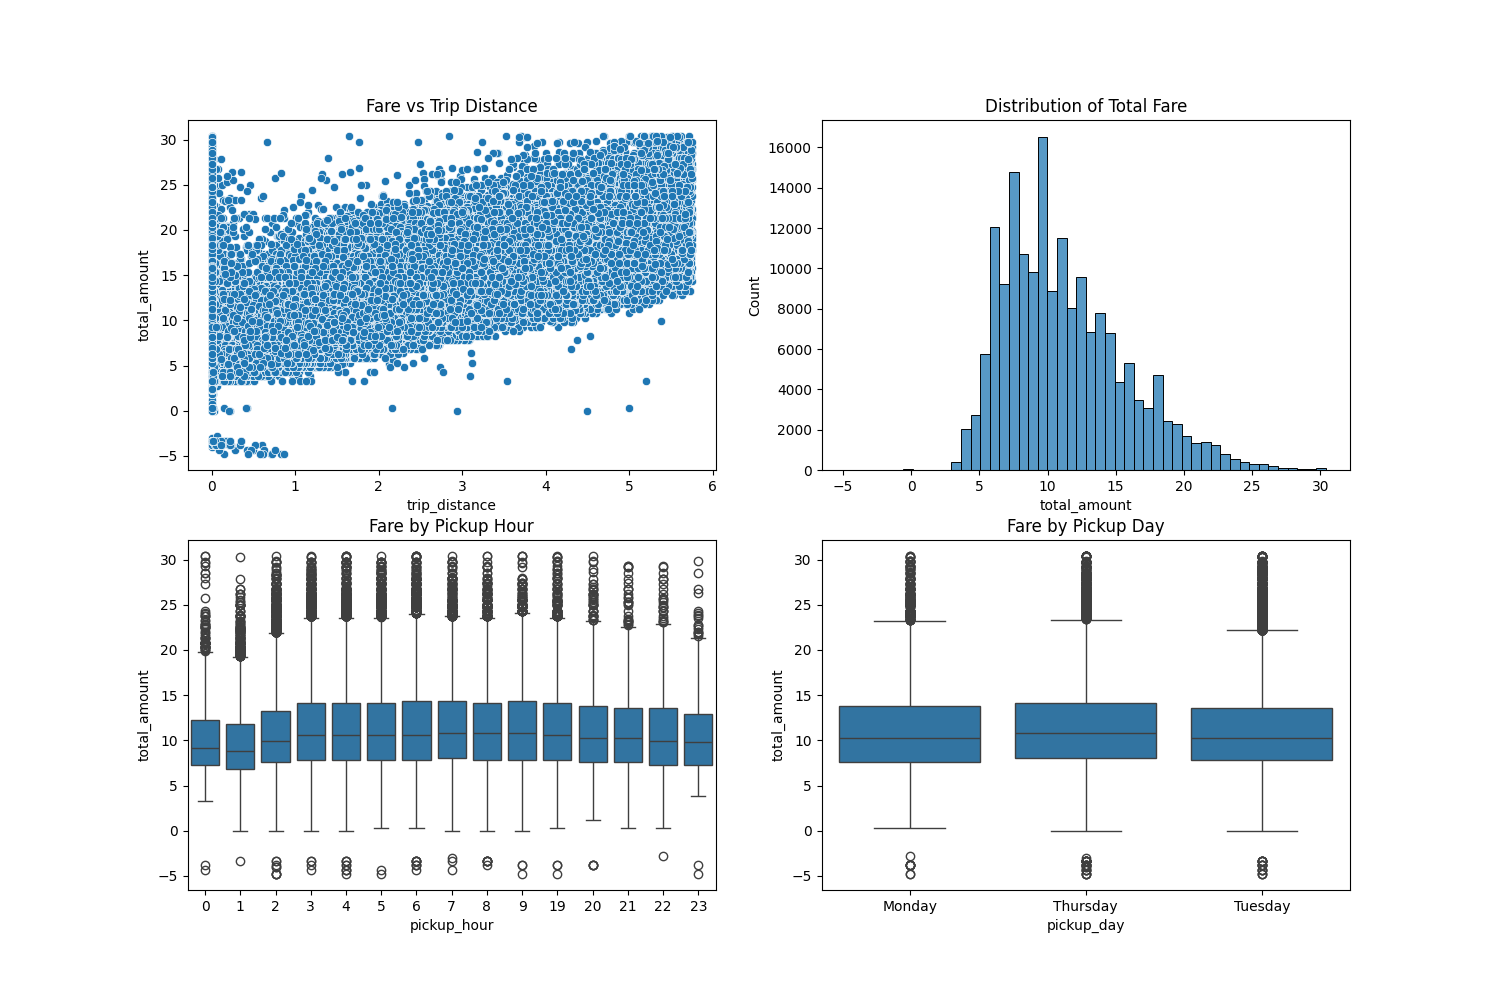 Fare vs Trip Distance
30
25
20
15
10
5
0
−5
total_amount
0 1 2 3 4 5 6
trip_distance
Distribution of Total Fare
16000
14000
12000
10000
8000
6000
4000
2000
0
Count
−5 0 5 10 15 20 25 30
total_amount
Fare by Pickup Hour
30
25
20
15
10
5
0
−5
total_amount
0 1 2 3 4 5 6 7 8 9 19 20 21 22 23
pickup_hour
Fare by Pickup Day
30
25
20
15
10
5
0
−5
total_amount
Monday Thursday Tuesday
pickup_day